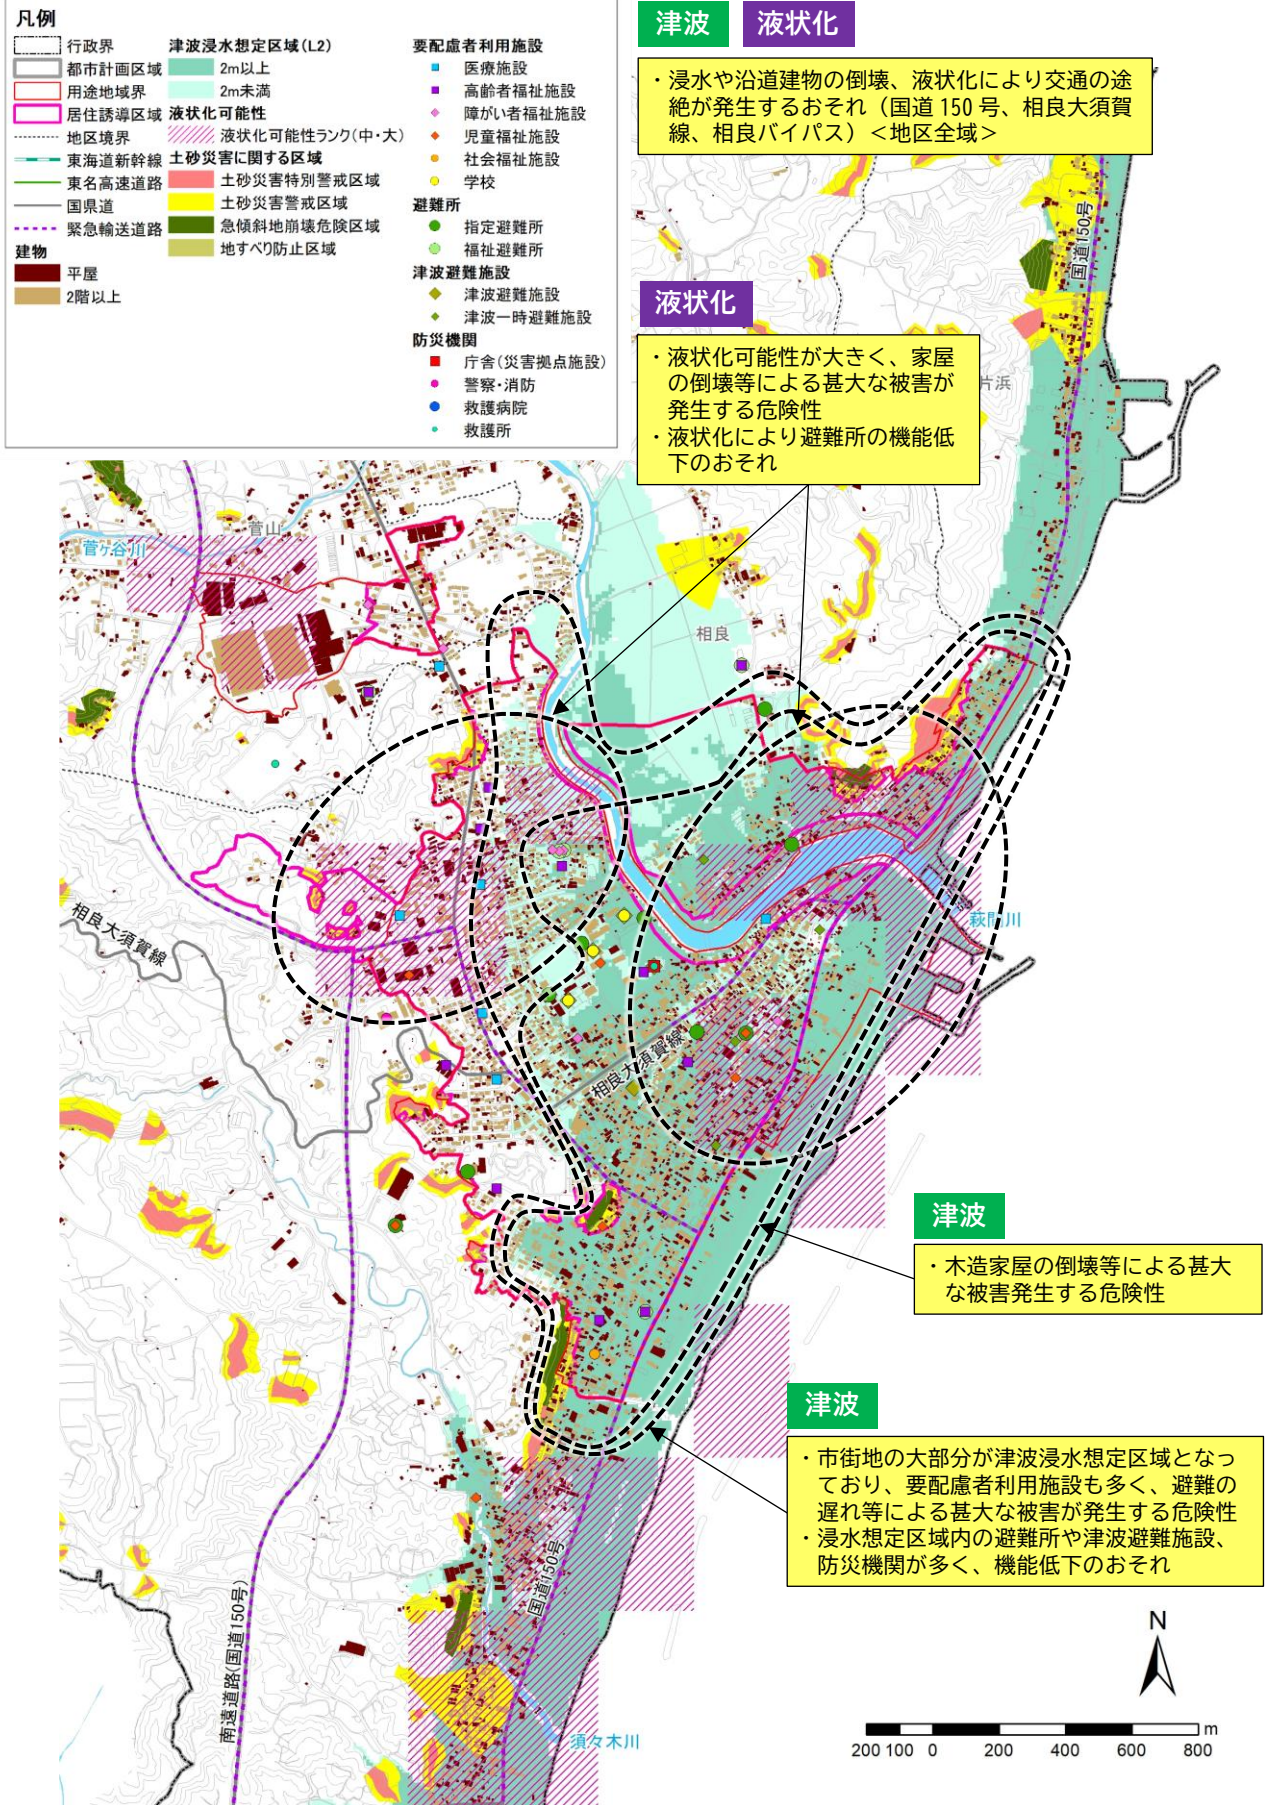 凡例
行政界
都市計画区域
用途地域界
居住誘導区域
地区境界
東海道新幹線
東名高速道路
国県道
緊急輸送道路
建物
平屋
2階以上
津波浸水想定区域(L2)
2m以上
2m未満
液状化可能性
液状化可能性ランク(中・大)
土砂災害に関する区域
土砂災害特別警戒区域
土砂災害警戒区域
急傾斜地崩壊危険区域
地すべり防止区域
要配慮者利用施設
医療施設
高齢者福祉施設
障がい者福祉施設
児童福祉施設
社会福祉施設
学校
避難所
指定避難所
福祉避難所
津波避難施設
津波避難施設
津波一時避難施設
防災機関
庁舎(災害拠点施設)
警察・消防
救護病院
救護所
津波 液状化
・浸水や沿道建物の倒壊、液状化により交通の途
絶が発生するおそれ（国道150号、相良大須賀
線、相良バイパス）＜地区全域＞
国道150号
液状化
・液状化可能性が大きく、家屋
の倒壊等による甚大な被害が
発生する危険性
・液状化により避難所の機能低
下のおそれ
片浜
菅山
菅ヶ谷川
相良
相良大須賀線
萩間川
相良大須賀線
津波
・木造家屋の倒壊等による甚大
な被害発生する危険性
津波
・市街地の大部分が津波浸水想定区域となっ
ており、要配慮者利用施設も多く、避難の
遅れ等による甚大な被害が発生する危険性
・浸水想定区域内の避難所や津波避難施設、
防災機関が多く、機能低下のおそれ
国道150号
南遠道路(国道150号)
須々木川
N
200 100 0 200 400 600 800 m